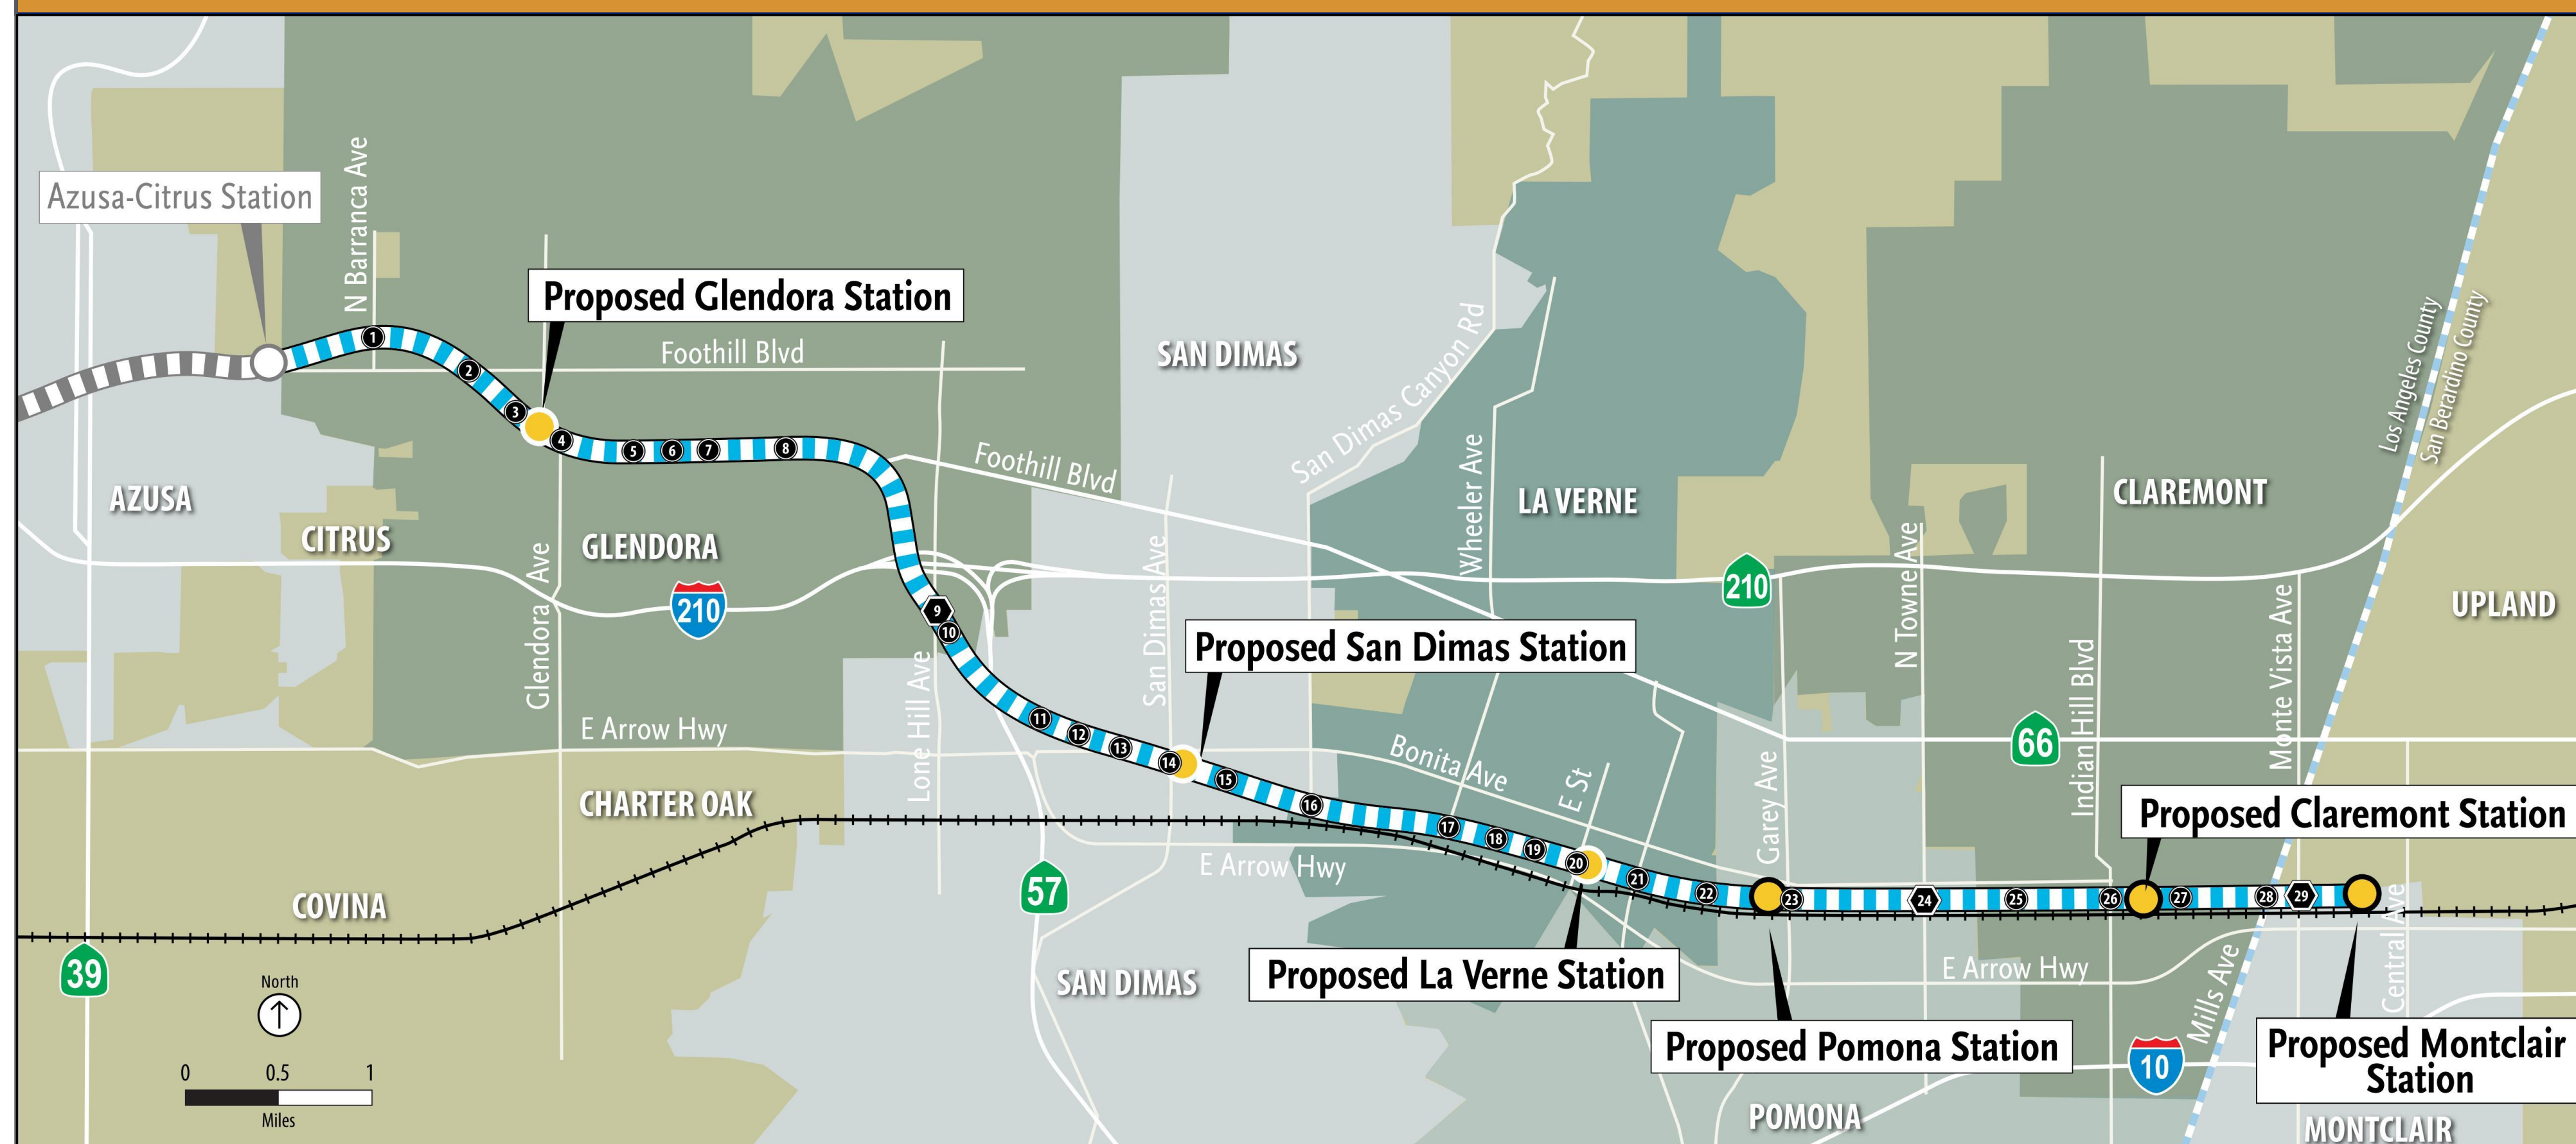 Azusa-Citrus Station
N Barranca Ave
Proposed Glendora Station
Foothill Blvd
SAN DIMAS
San Dimas Canyon Rd
Los Angeles County
San Berardino County
1
2
3
4
5
6
7
8
Foothill Blvd
Wheeler Ave
LA VERNE
CLAREMONT
AZUSA
CITRUS
GLENDORA
Glendora Ave
210
9
10
San Dimas Ave
210
N Towne Ave
UPLAND
Proposed San Dimas Station
Lone Hill Ave
E Arrow Hwy
11
12
13
14
15
16
17
18
19
20
21
22
23
24
25
26
27
28
29
Bonita Ave
E St
Garey Ave
66
Indian Hill Blvd
Monte Vista Ave
CHARTER OAK
Proposed Claremont Station
COVINA
57
E Arrow Hwy
39
North
SAN DIMAS
Proposed La Verne Station
E Arrow Hwy
Mills Ave
Central Ave
Proposed Pomona Station
10
Proposed Montclair
Station
0 0.5 1
Miles
POMONA
MONTCLAIR